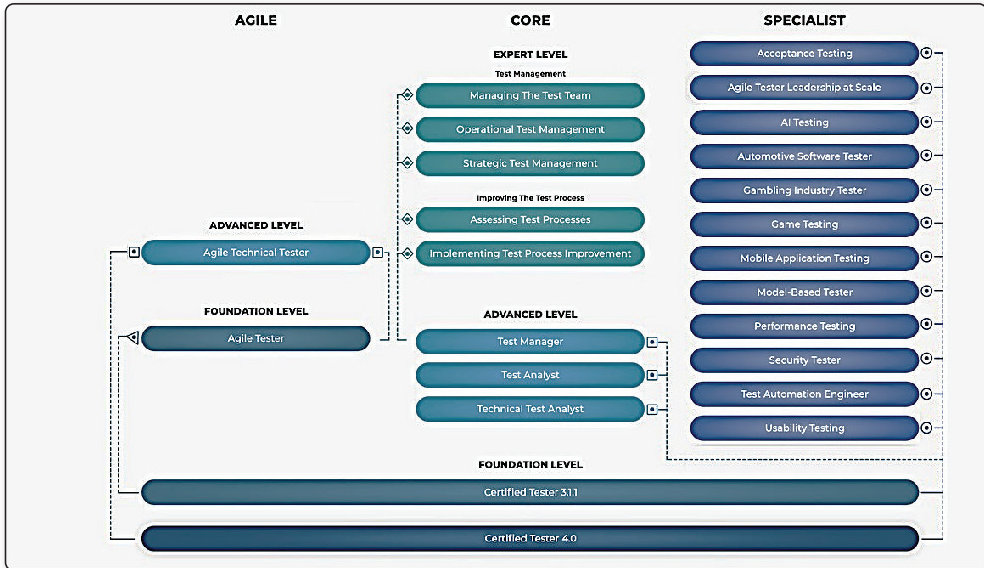 AGILE
CORE
SPECIALIST
ADVANCED LEVEL
Agile Technical Tester
FOUNDATION LEVEL
Agile Tester
EXPERT LEVEL
Test Management
Managing The Test Team
Operational Test Management
Strategic Test Management
Improving The Test Process
Assessing Test Processes
Implementing Test Process Improvement
ADVANCED LEVEL
Test Manager
Test Analyst
Technical Test Analyst
Acceptance Testing
Agile Tester Leadership at Scale
AI Testing
Automotive Software Tester
Gambling Industry Tester
Game Testing
Mobile Application Testing
Model-Based Tester
Performance Testing
Security Tester
Test Automation Engineer
Usability Testing
FOUNDATION LEVEL
Certified Tester 3.1.1
Certified Tester 4.0